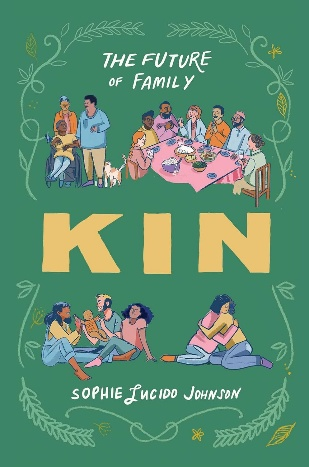 THE FUTURE
OF FAMILY
KIN
SOPHIE LUCIDO JOHNSON